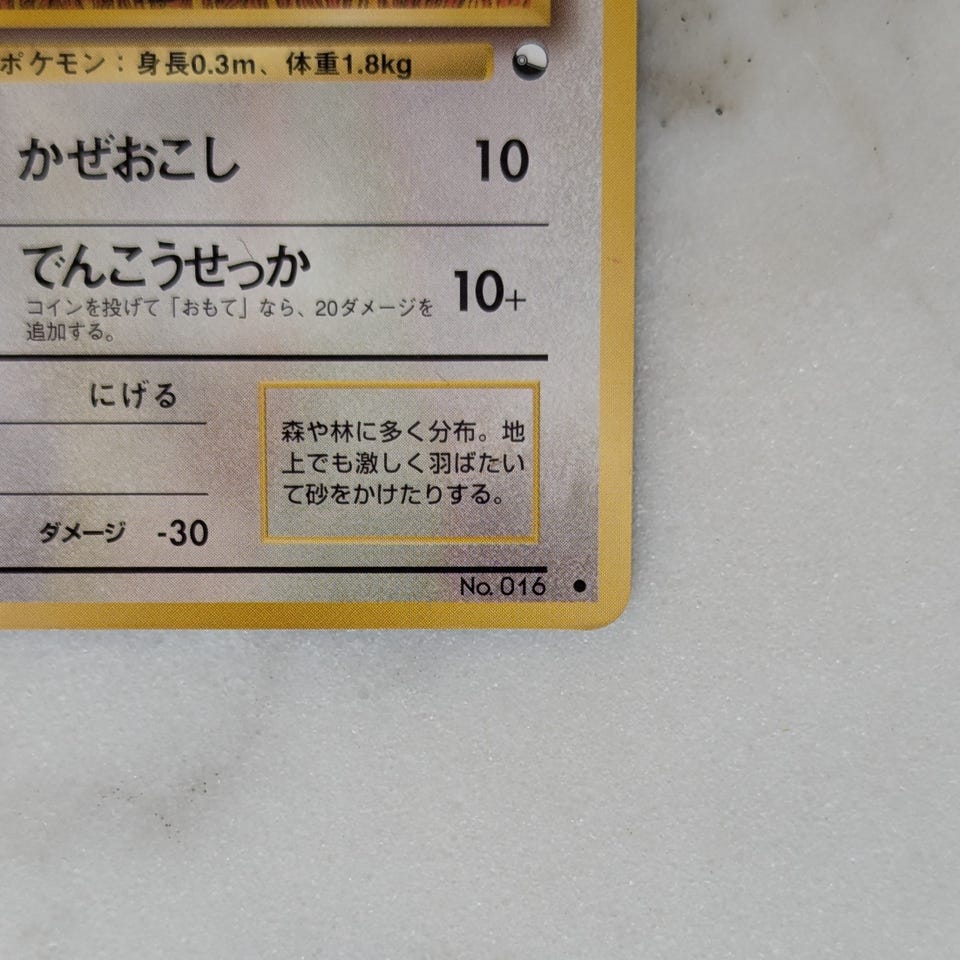 ポケモン：身長0.3m、体重1.8kg
かぜおこし 10
でんこうせっか 10+
コインを投げて「おもて」なら、20ダメージを
追加する。
にげる
森や林に多く分布。地
上でも激しく羽ばたい
て砂をかけたりする。
ダメージ -30
No. 016 ●